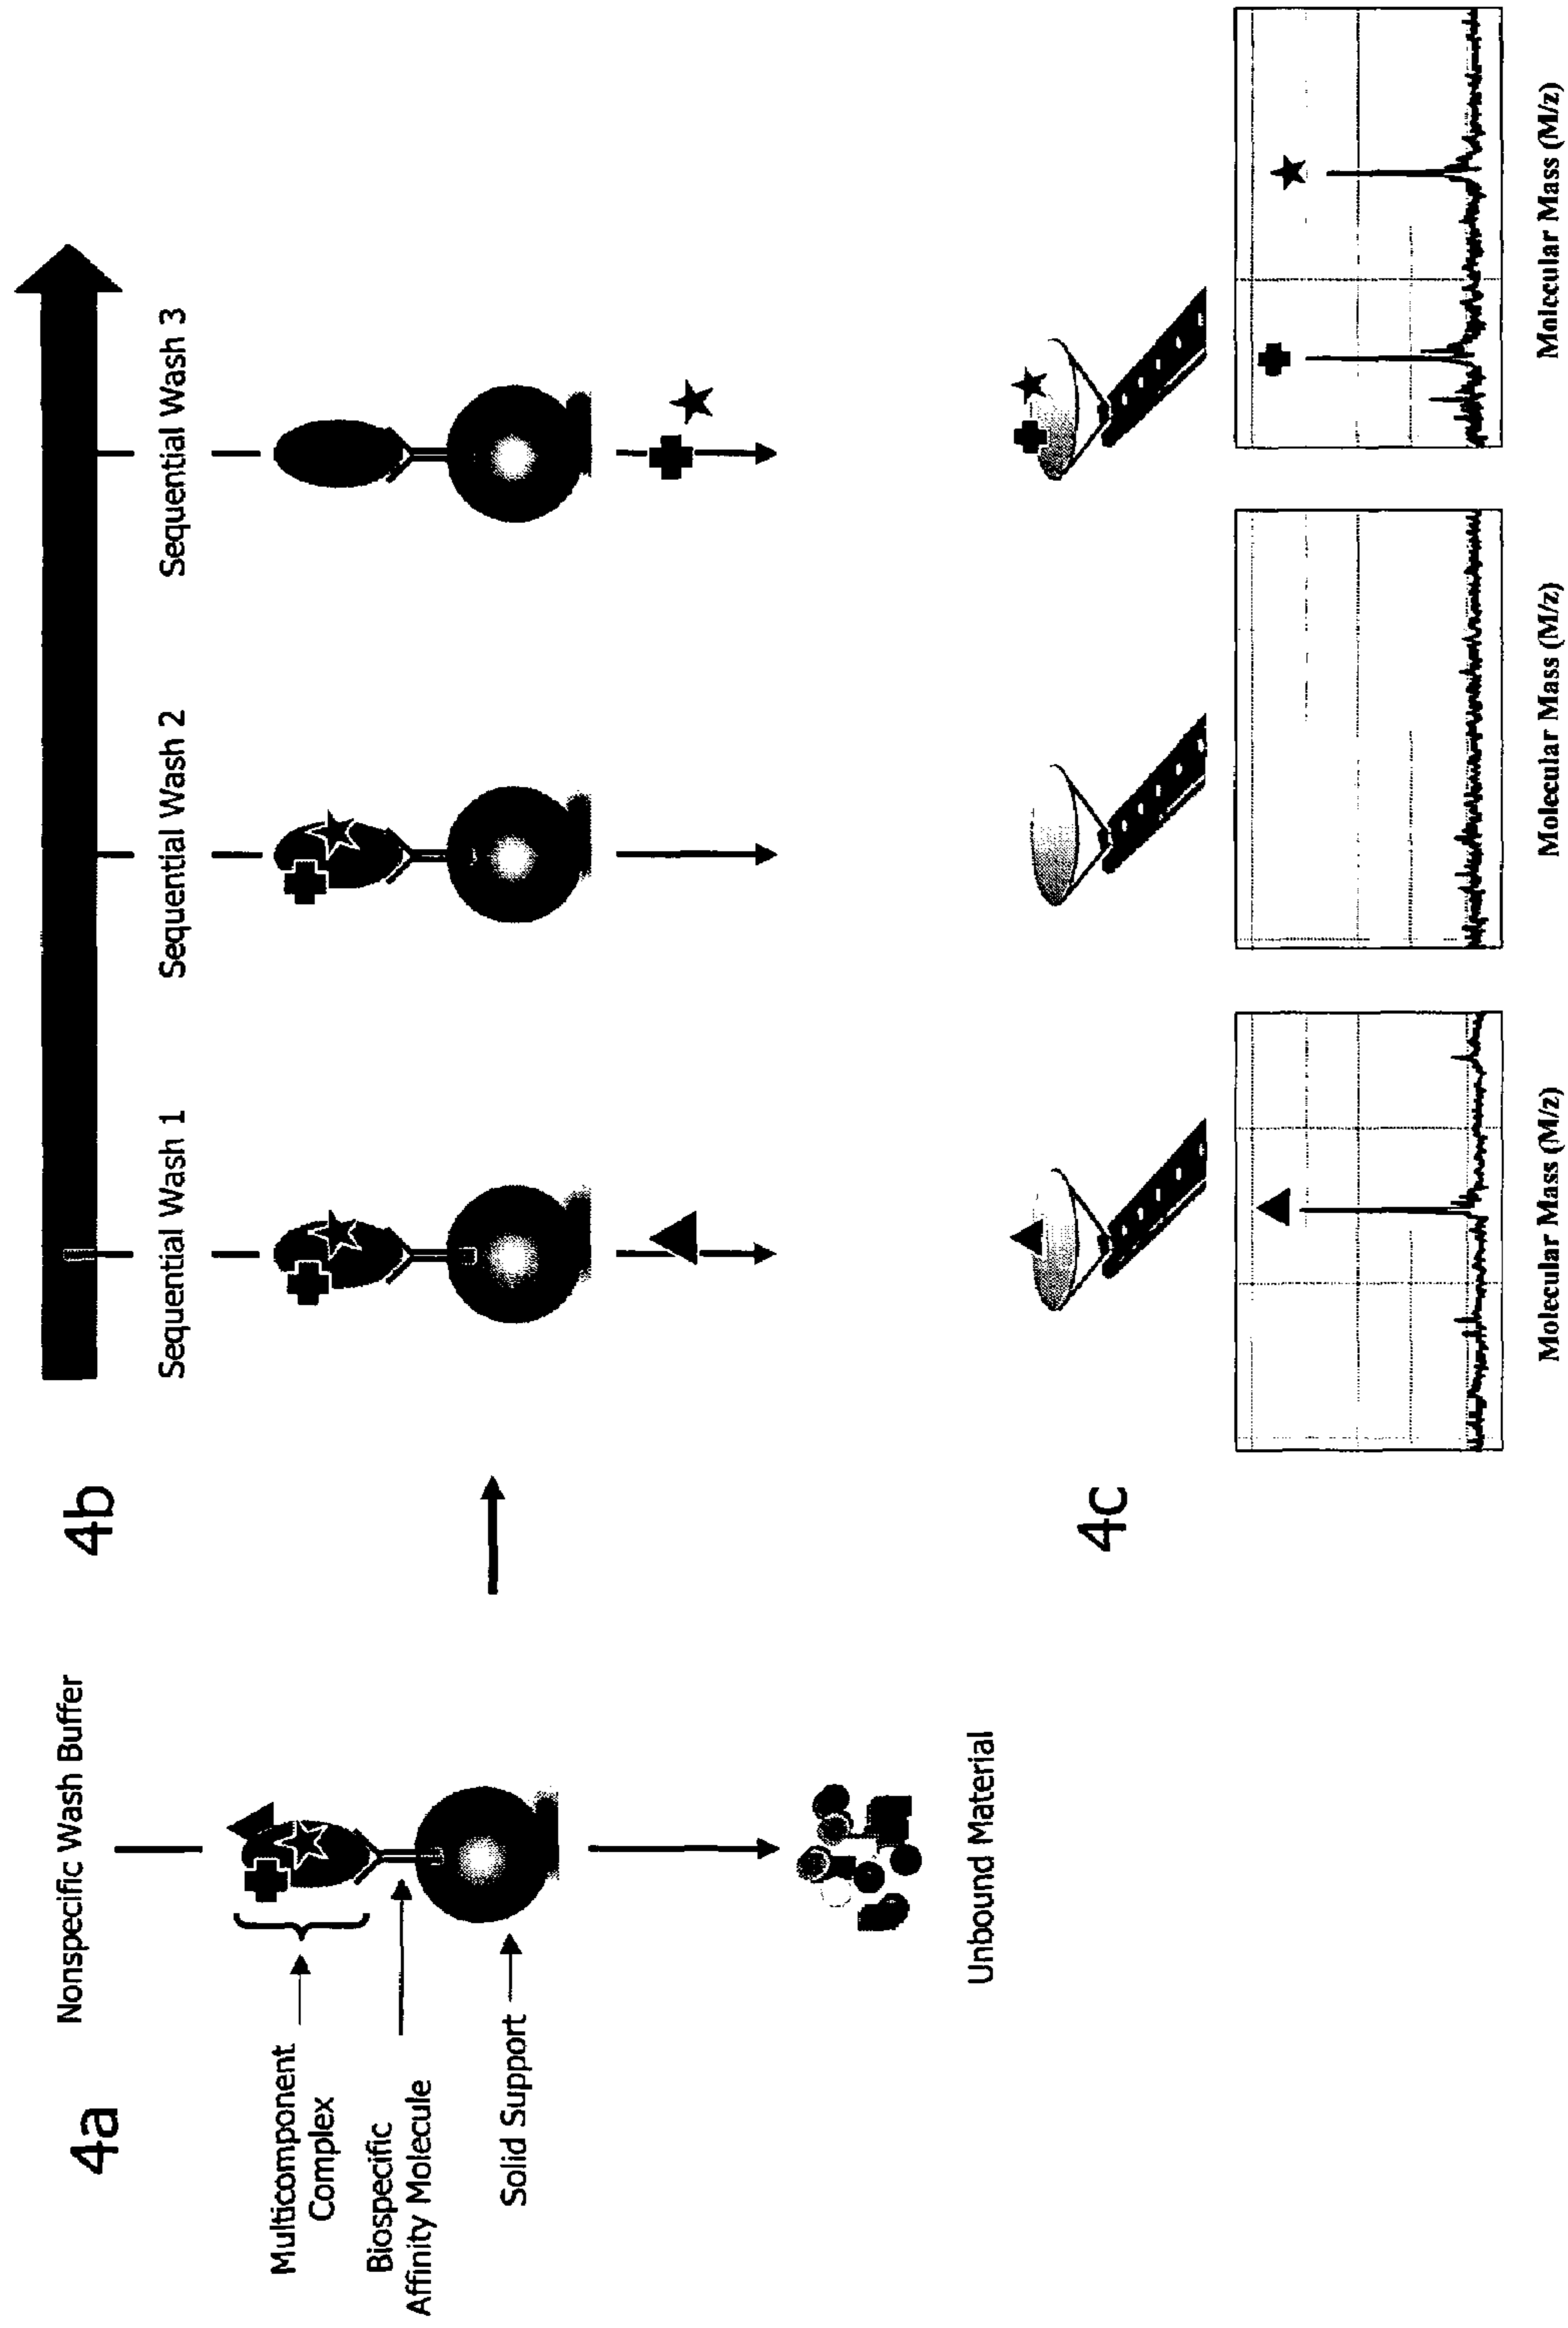 4a
Nonspecific Wash Buffer
Multicomponent
Complex
Biospecific
Affinity Molecule
Solid Support
Unbound Material
4b
Sequential Wash 1
Sequential Wash 2
Sequential Wash 3
4c
Molecular Mass (M/z)
Molecular Mass (M/z)
Molecular Mass (M/z)